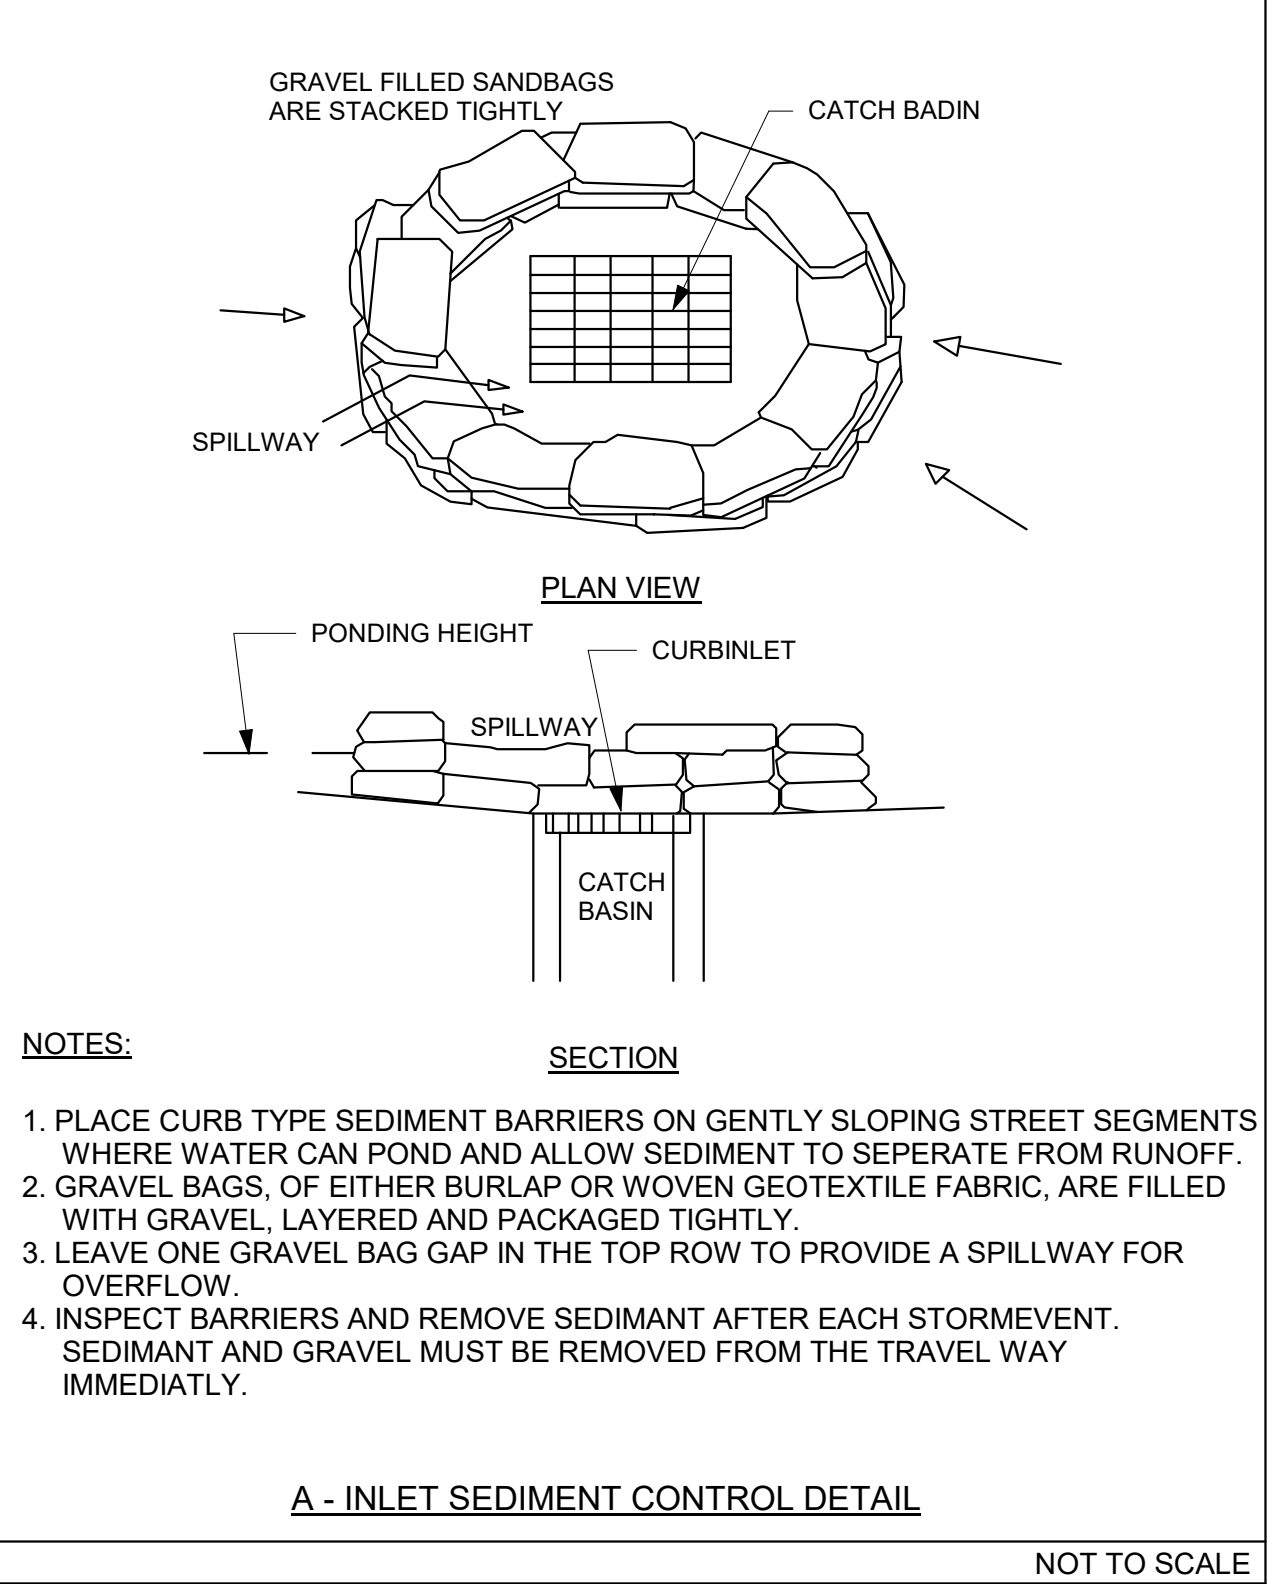 GRAVEL FILLED SANDBAGS
ARE STACKED TIGHTLY
CATCH BADIN
SPILLWAY
PLAN VIEW
PONDING HEIGHT
CURBINLET
SPILLWAY
CATCH
BASIN
NOTES:
SECTION
1. PLACE CURB TYPE SEDIMENT BARRIERS ON GENTLY SLOPING STREET SEGMENTS
WHERE WATER CAN POND AND ALLOW SEDIMENT TO SEPERATE FROM RUNOFF.
2. GRAVEL BAGS, OF EITHER BURLAP OR WOVEN GEOTEXTILE FABRIC, ARE FILLED
WITH GRAVEL, LAYERED AND PACKAGED TIGHTLY.
3. LEAVE ONE GRAVEL BAG GAP IN THE TOP ROW TO PROVIDE A SPILLWAY FOR
OVERFLOW.
4. INSPECT BARRIERS AND REMOVE SEDIMANT AFTER EACH STORMEVENT.
SEDIMANT AND GRAVEL MUST BE REMOVED FROM THE TRAVEL WAY
IMMEDIATLY.
A - INLET SEDIMENT CONTROL DETAIL
NOT TO SCALE